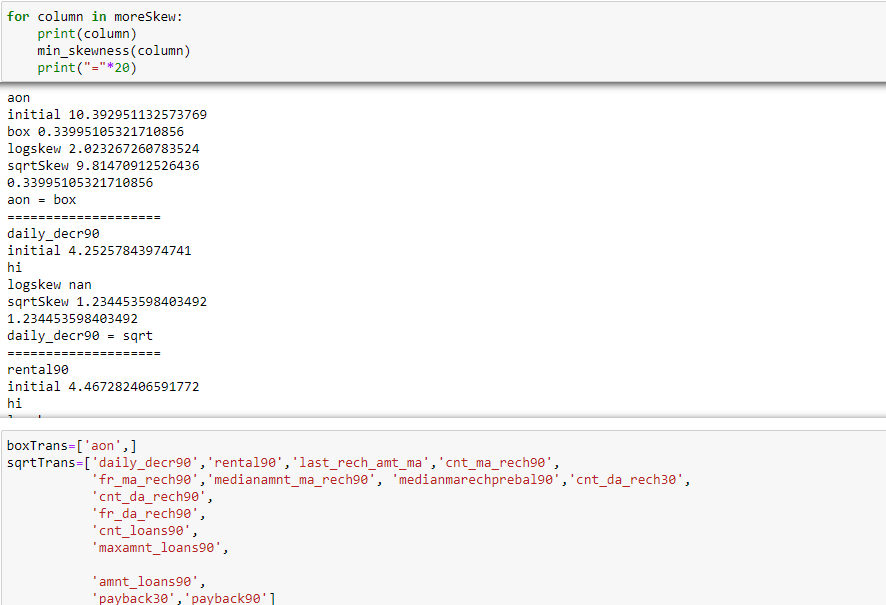 for column in moreSkew:
    print(column)
    min_skewness(column)
    print("="*20)
aon
initial 10.392951132573769
box 0.33995105321710856
logskew 2.023267260783524
sqrtSkew 9.81470912526436
0.33995105321710856
aon = box
====================
daily_decr90
initial 4.25257843974741
hi
logskew nan
sqrtSkew 1.234453598403492
1.234453598403492
daily_decr90 = sqrt
====================
rental90
initial 4.467282406591772
hi
boxTrans=['aon',]
sqrtTrans=['daily_decr90','rental90','last_rech_amt_ma','cnt_ma_rech90',
           'fr_ma_rech90','medianamnt_ma_rech90', 'medianmarechprebal90','cnt_da_rech30',
           'cnt_da_rech90',
           'fr_da_rech90',
           'cnt_loans90',
           'maxamnt_loans90',
           'amnt_loans90',
           'payback30','payback90']